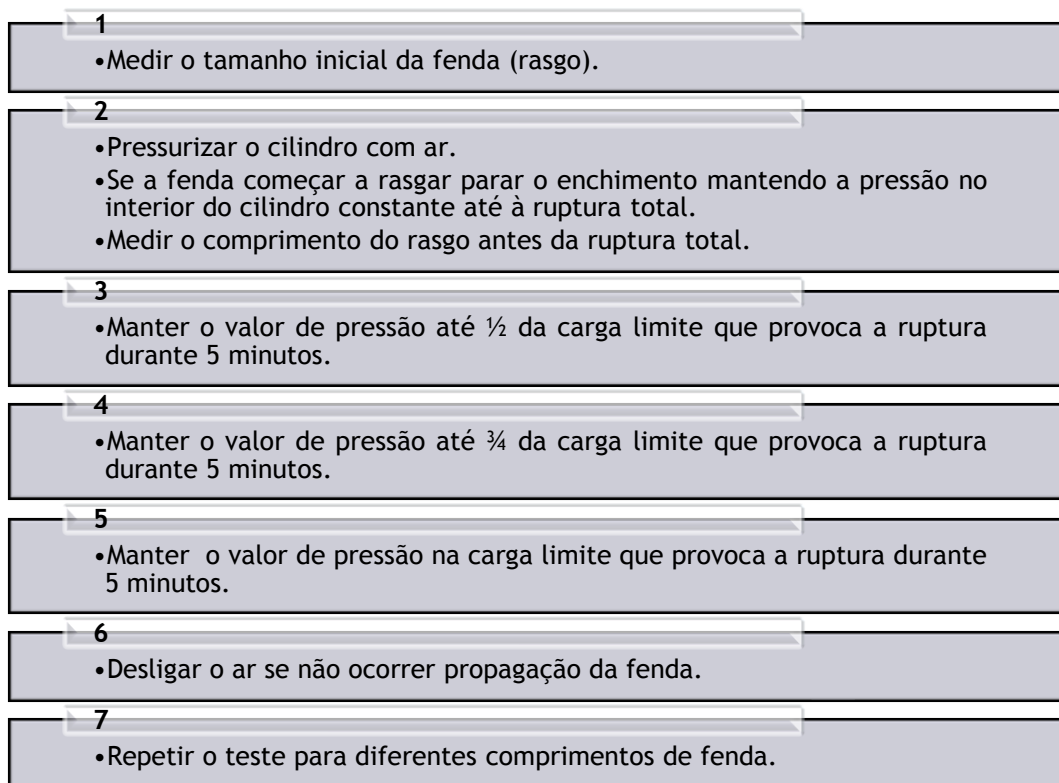 1
•Medir o tamanho inicial da fenda (rasgo).
2
•Pressurizar o cilindro com ar.
•Se a fenda começar a rasgar parar o enchimento mantendo a pressão no
interior do cilindro constante até à ruptura total.
•Medir o comprimento do rasgo antes da ruptura total.
3
•Manter o valor de pressão até ½ da carga limite que provoca a ruptura
durante 5 minutos.
4
•Manter o valor de pressão até ¾ da carga limite que provoca a ruptura
durante 5 minutos.
5
•Manter o valor de pressão na carga limite que provoca a ruptura durante
5 minutos.
6
•Desligar o ar se não ocorrer propagação da fenda.
7
•Repetir o teste para diferentes comprimentos de fenda.